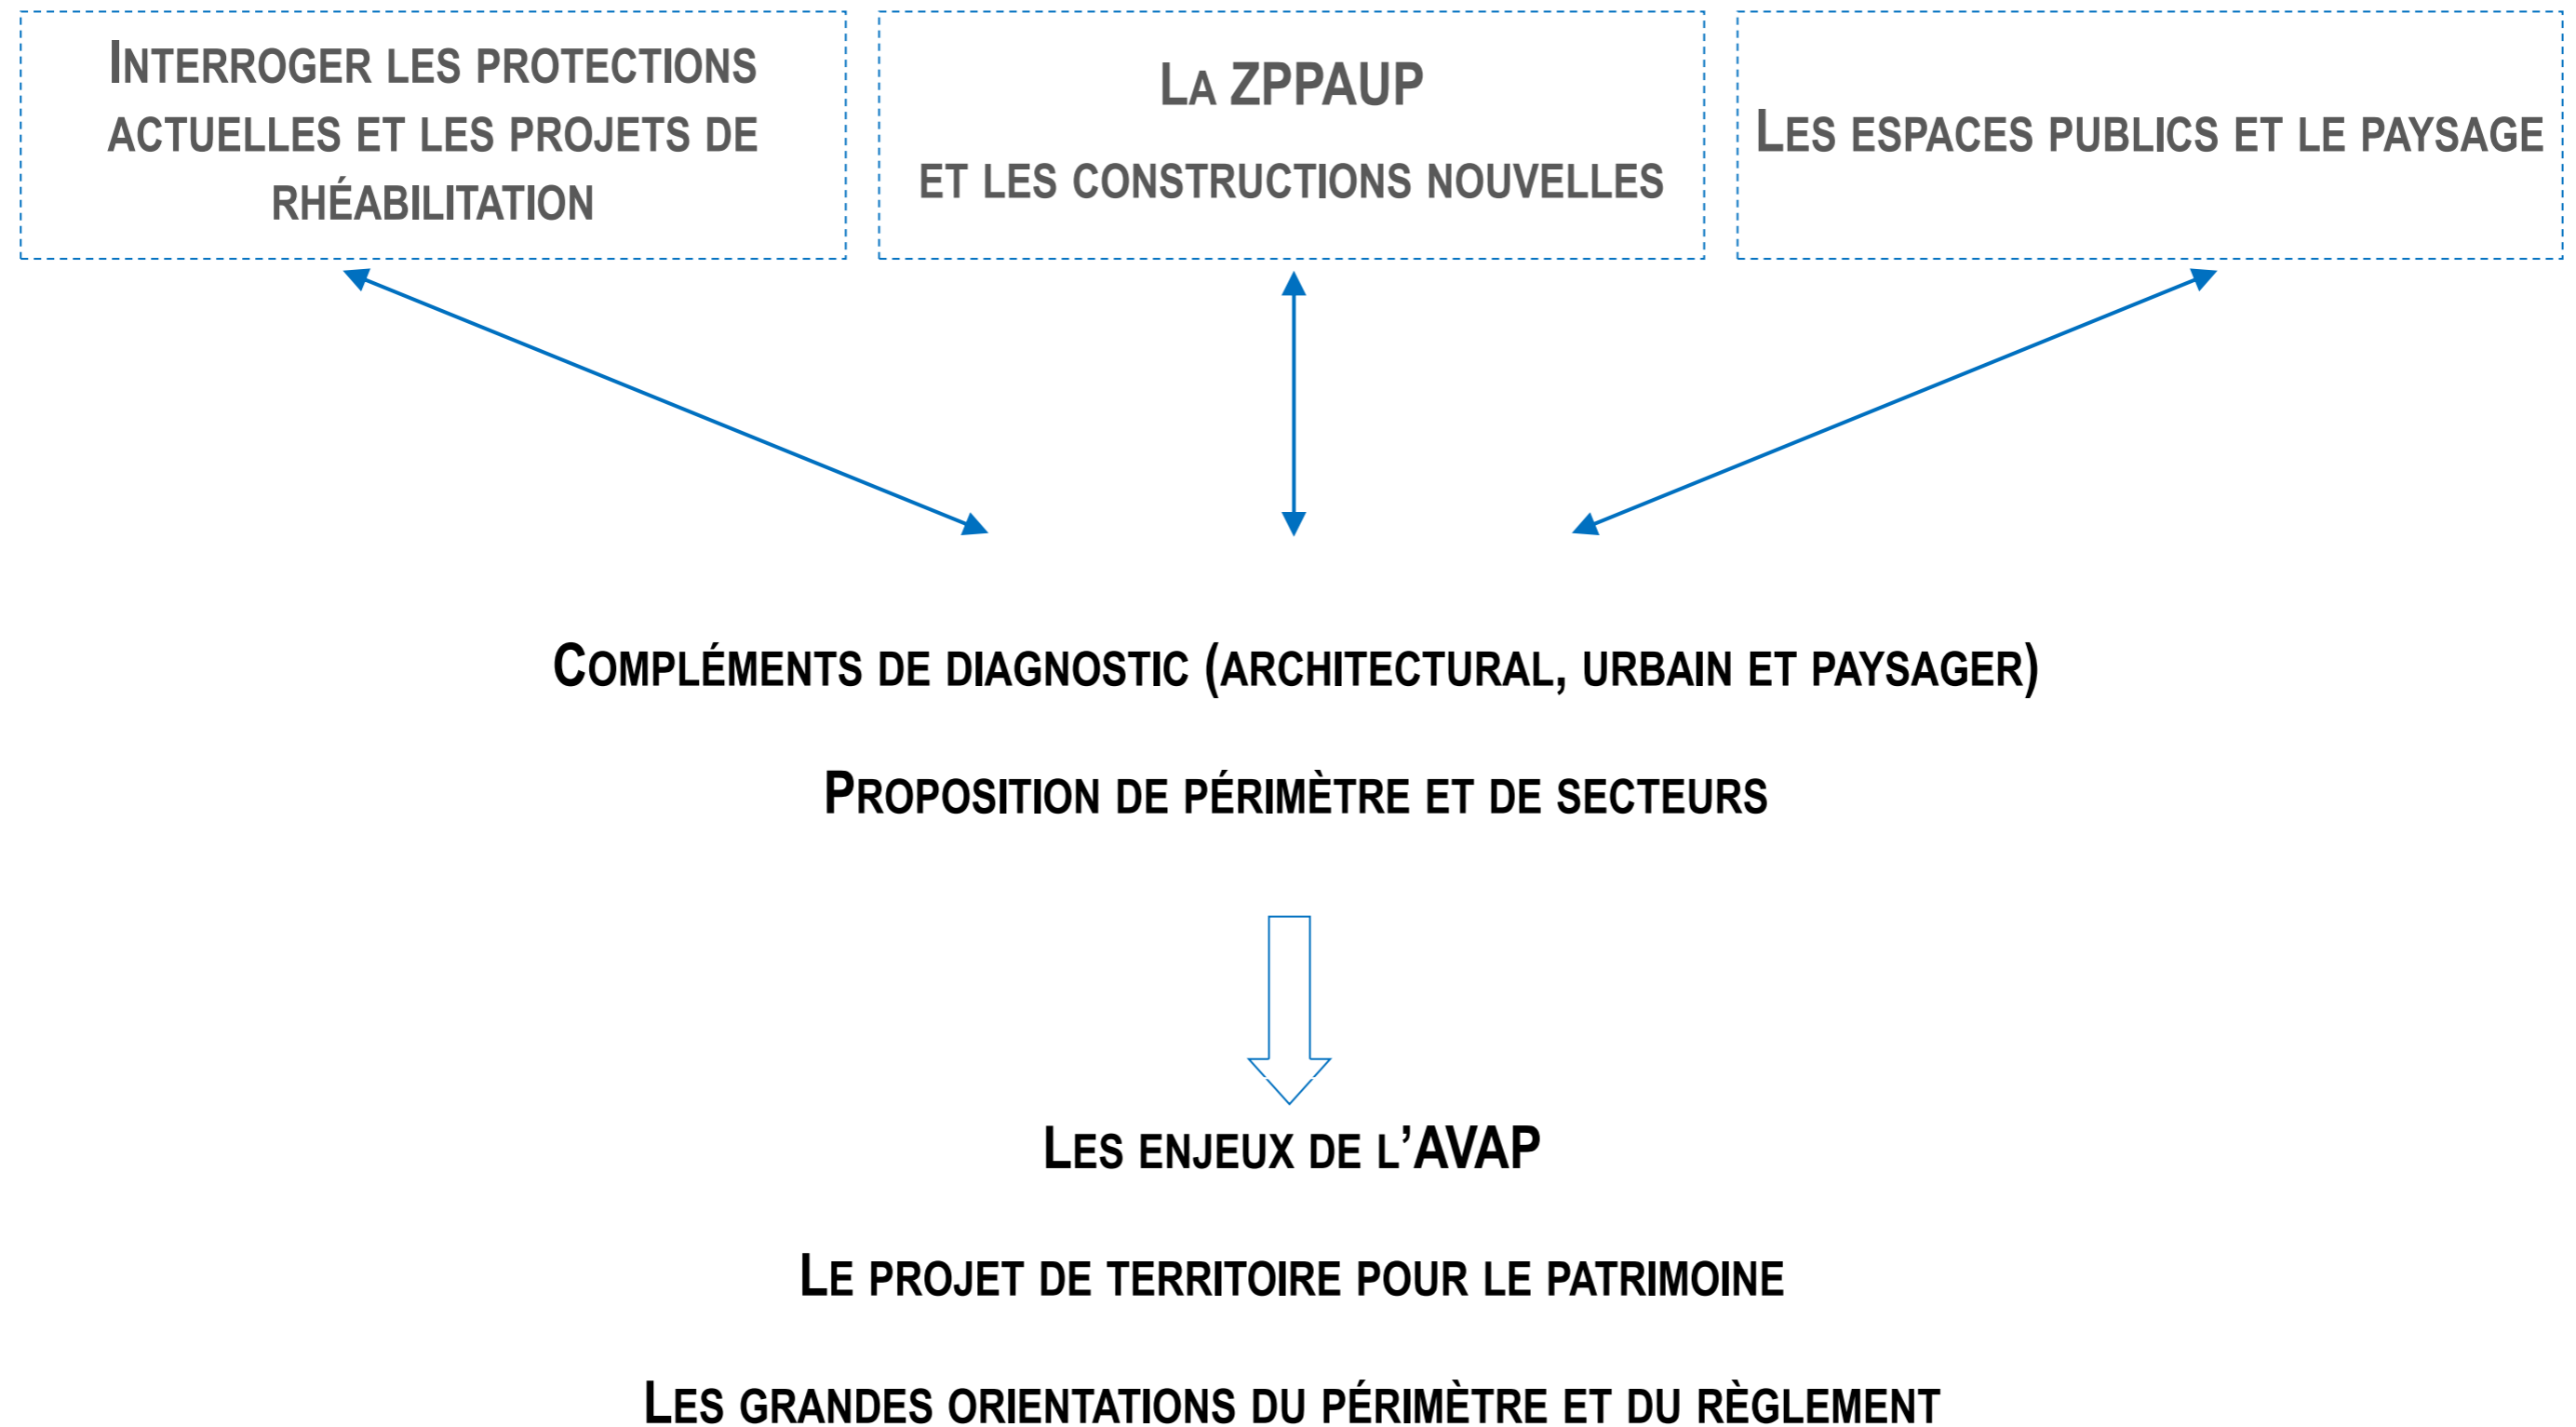 Interroger les protections
actuelles et les projets de
rhéabilitation
La ZPPAUP
et les constructions nouvelles
Les espaces publics et le paysage
Compléments de diagnostic (architectural, urbain et paysager)
Proposition de périmètre et de secteurs
Les enjeux de l’AVAP
Le projet de territoire pour le patrimoine
Les grandes orientations du périmètre et du règlement